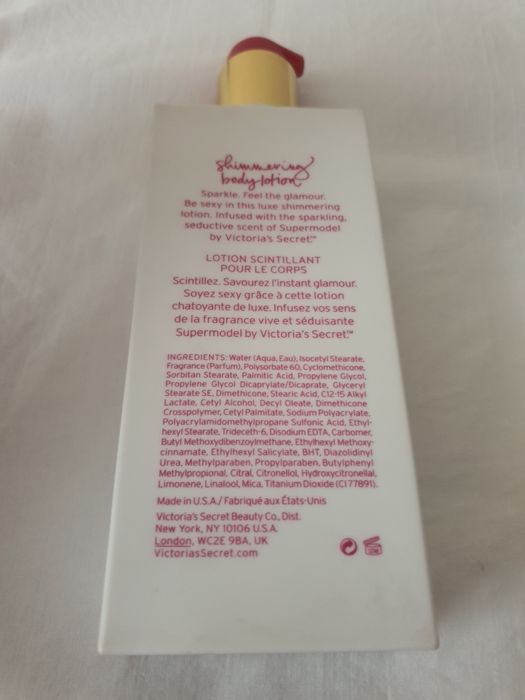 shimmering
body lotion
Sparkle. Feel the glamour.
Be sexy in this luxe shimmering
lotion. Infused with the sparkling,
seductive scent of Supermodel
by Victoria's Secret.™
LOTION SCINTILLANT
POUR LE CORPS
Scintillez. Savourez l'instant glamour.
Soyez sexy grâce à cette lotion
chatoyante de luxe. Infusez vos sens
de la fragrance vive et séduisante
Supermodel by Victoria's Secret.™
INGREDIENTS: Water (Aqua, Eau), Isocetyl Stearate,
Fragrance (Parfum), Polysorbate 60, Cyclomethicone,
Sorbitan Stearate, Palmitic Acid, Propylene Glycol,
Propylene Glycol Dicaprylate/Dicaprate, Glyceryl
Stearate SE, Dimethicone, Stearic Acid, C12-15 Alkyl
Lactate, Cetyl Alcohol, Decyl Oleate, Dimethicone
Crosspolymer, Cetyl Palmitate, Sodium Polyacrylate,
Polyacrylamidomethylpropane Sulfonic Acid, Ethyl-
hexyl Stearate, Trideceth-6, Disodium EDTA, Carbomer,
Butyl Methoxydibenzoylmethane, Ethylhexyl Methoxy-
cinnamate, Ethylhexyl Salicylate, BHT, Diazolidinyl
Urea, Methylparaben, Propylparaben, Butylphenyl
Methylpropional, Citral, Citronellol, Hydroxycitronellal,
Limonene, Linalool, Mica, Titanium Dioxide (CI 77891).
Made in U.S.A./ Fabriqué aux États-Unis
Victoria's Secret Beauty Co., Dist.
New York, NY 10106 U.S.A.
London, WC2E 9BA, UK
VictoriasSecret.com